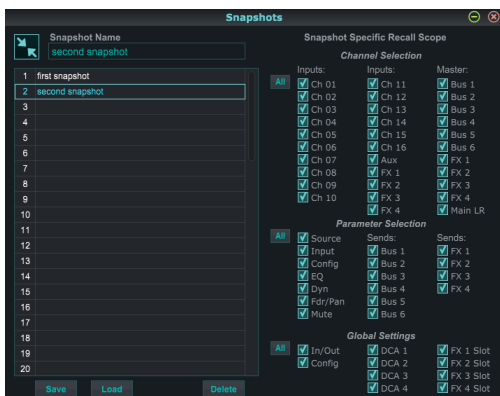 Snapshots
Snapshot Name
second snapshot
1 first snapshot
2 second snapshot
3
4
5
6
7
8
9
10
11
12
13
14
15
16
17
18
19
20
Save Load Delete
Snapshot Specific Recall Scope
Channel Selection
Inputs: Inputs: Master:
All Ch 01 Ch 11 Bus 1
Ch 02 Ch 12 Bus 2
Ch 03 Ch 13 Bus 3
Ch 04 Ch 14 Bus 4
Ch 05 Ch 15 Bus 5
Ch 06 Ch 16 Bus 6
Ch 07 Aux FX 1
Ch 08 FX 1 FX 2
Ch 09 FX 2 FX 3
Ch 10 FX 3 FX 4
FX 4 Main LR
Parameter Selection
All Source Sends: Sends:
Input Bus 1 FX 1
Config Bus 2 FX 2
EQ Bus 3 FX 3
Dyn Bus 4 FX 4
Fdr/Pan Bus 5
Mute Bus 6
Global Settings
All In/Out DCA 1 FX 1 Slot
Config DCA 2 FX 2 Slot
DCA 3 FX 3 Slot
DCA 4 FX 4 Slot